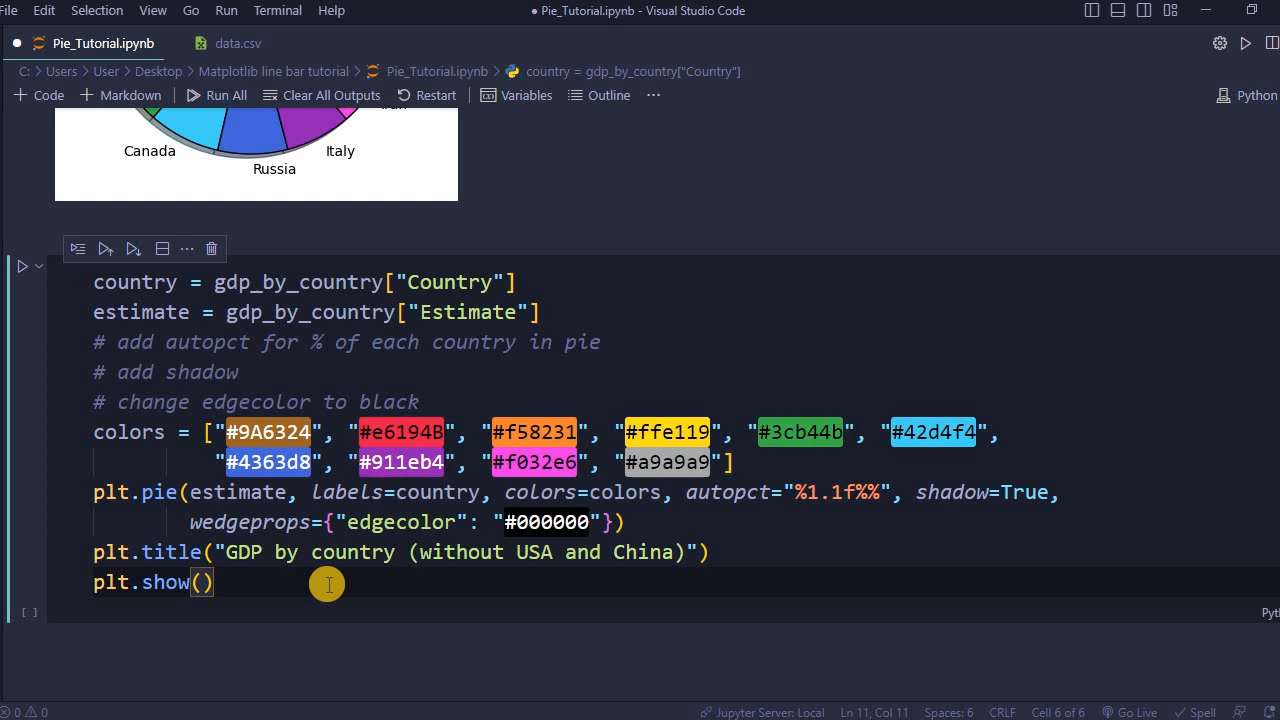 File Edit Selection View Go Run Terminal Help
● Pie_Tutorial.ipynb - Visual Studio Code
Pie_Tutorial.ipynb
data.csv
C: > Users > User > Desktop > Matplotlib line bar tutorial > Pie_Tutorial.ipynb > country = gdp_by_country["Country"]
+ Code + Markdown Run All Clear All Outputs Restart Variables Outline ... Python
Canada
Italy
Russia
country = gdp_by_country["Country"]
estimate = gdp_by_country["Estimate"]
# add autopct for % of each country in pie
# add shadow
# change edgecolor to black
colors = ["#9A6324", "#e6194B", "#f58231", "#ffe119", "#3cb44b", "#42d4f4",
"#4363d8", "#911eb4", "#f032e6", "#a9a9a9"]
plt.pie(estimate, labels=country, colors=colors, autopct="%1.1f%%", shadow=True,
wedgeprops={"edgecolor": "#000000"})
plt.title("GDP by country (without USA and China)")
plt.show()
[ ]
0 0 Jupyter Server: Local Ln 11, Col 11 Spaces: 6 CRLF Cell 6 of 6 Go Live Spell